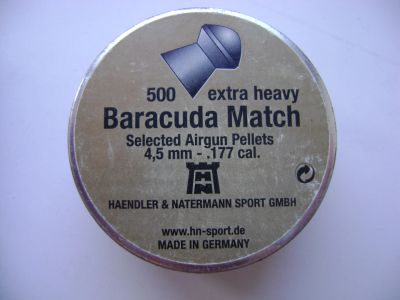 500 extra heavy
Baracuda Match
Selected Airgun Pellets
4,5 mm - .177 cal.
HN
HAENDLER & NATERMANN SPORT GMBH
www.hn-sport.de
MADE IN GERMANY